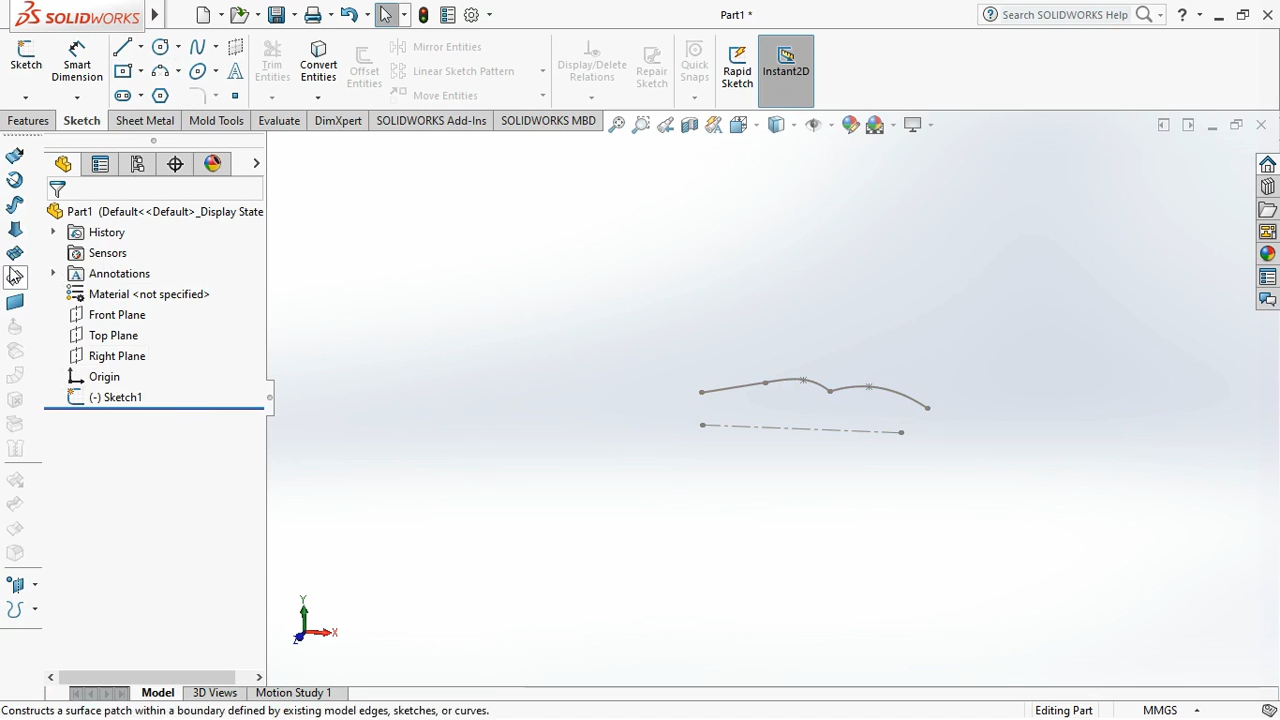 SOLIDWORKS
Part1 *
Search SOLIDWORKS Help
?
Sketch
Smart
Dimension
Trim
Entities
Convert
Entities
Offset
Entities
Mirror Entities
Linear Sketch Pattern
Move Entities
Display/Delete
Relations
Repair
Sketch
Quick
Snaps
Rapid
Sketch
Instant2D
Features
Sketch
Sheet Metal
Mold Tools
Evaluate
DimXpert
SOLIDWORKS Add-Ins
SOLIDWORKS MBD
Part1 (Default<<Default>_Display State
History
Sensors
Annotations
Material <not specified>
Front Plane
Top Plane
Right Plane
Origin
(-) Sketch1
Y
X
Z
Model
3D Views
Motion Study 1
Constructs a surface patch within a boundary defined by existing model edges, sketches, or curves.
Editing Part
MMGS